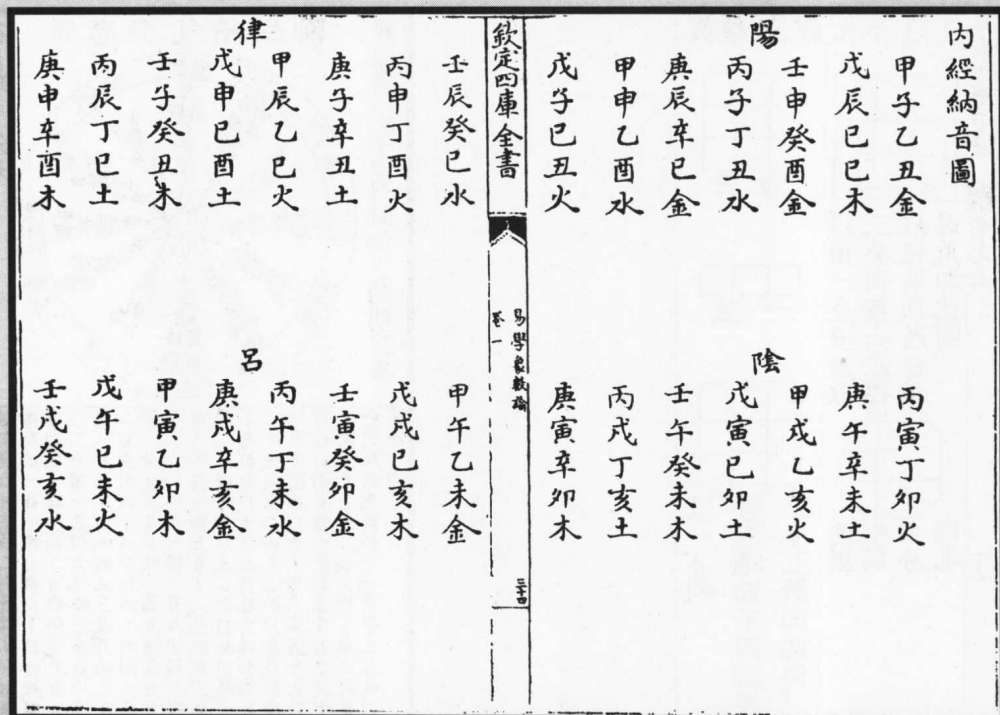 内經納音圖
陽
甲子乙丑金
戊辰己巳木
壬申癸酉金
丙子丁丑水
庚辰辛巳金
甲申乙酉水
戊子己丑火
陰
丙寅丁卯火
庚午辛未土
甲戌乙亥火
戊寅己卯土
壬午癸未木
丙戌丁亥土
庚寅辛卯木
欽定四庫全書
易學象數論
卷一
三十四
律
壬辰癸巳水
丙申丁酉火
庚子辛丑土
甲辰乙巳火
戊申己酉土
壬子癸丑木
丙辰丁巳土
庚申辛酉木
呂
甲午乙未金
戊戌己亥木
壬寅癸卯金
丙午丁未水
庚戌辛亥金
甲寅乙卯木
戊午己未火
壬戌癸亥水